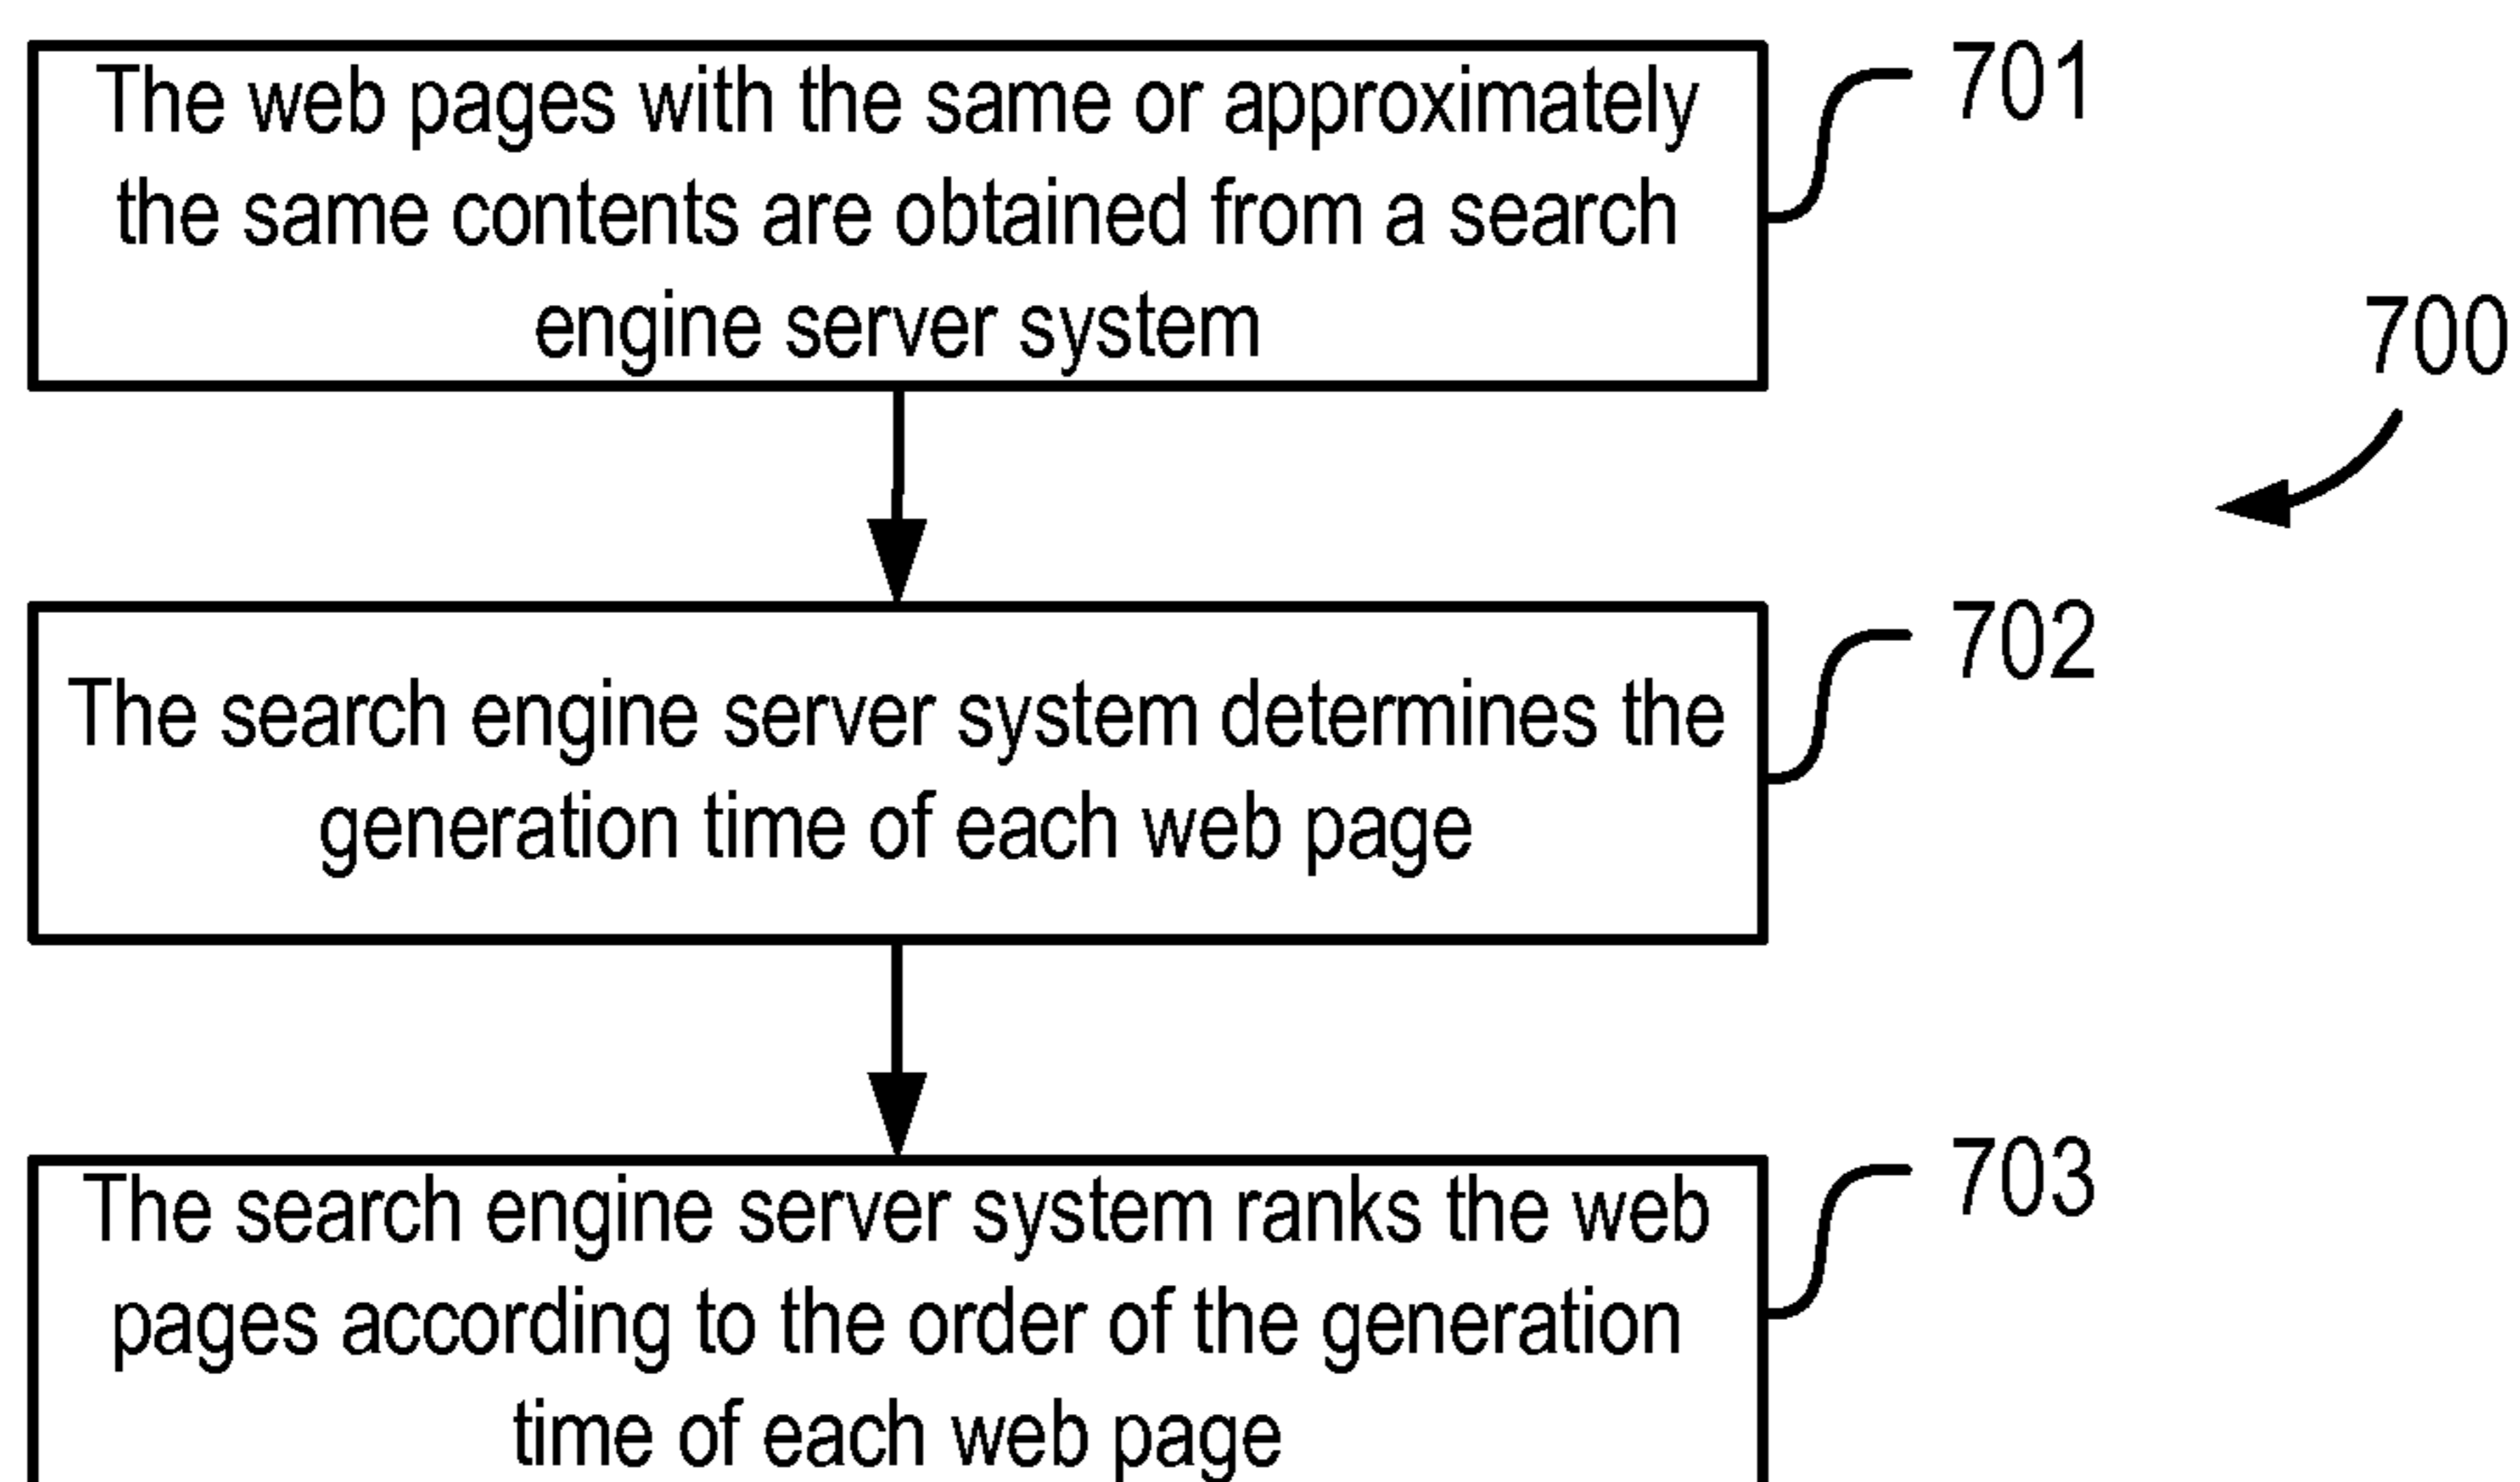 The web pages with the same or approximately
the same contents are obtained from a search
engine server system
701
700
The search engine server system determines the
generation time of each web page
702
The search engine server system ranks the web
pages according to the order of the generation
time of each web page
703